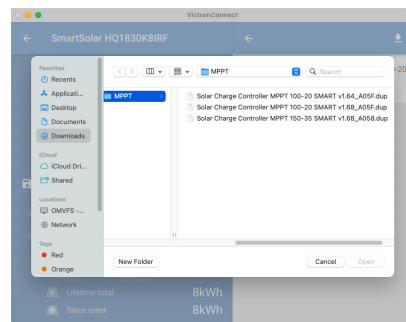 VictronConnect
SmartSolar HQ1830K8IRF
Favorites
Recents
Applicati...
Desktop
Documents
Downloads
iCloud
iCloud Dri...
Shared
Locations
OMVFS -...
Network
Tags
Red
Orange
MPPT
Search
MPPT
Solar Charge Controller MPPT 100-20 SMART v1.64_A05F.dup
Solar Charge Controller MPPT 100-20 SMART v1.68_A05F.dup
Solar Charge Controller MPPT 150-35 SMART v1.68_A058.dup
New Folder
Cancel
Open
Lifetime total
8kWh
Since reset
8kWh